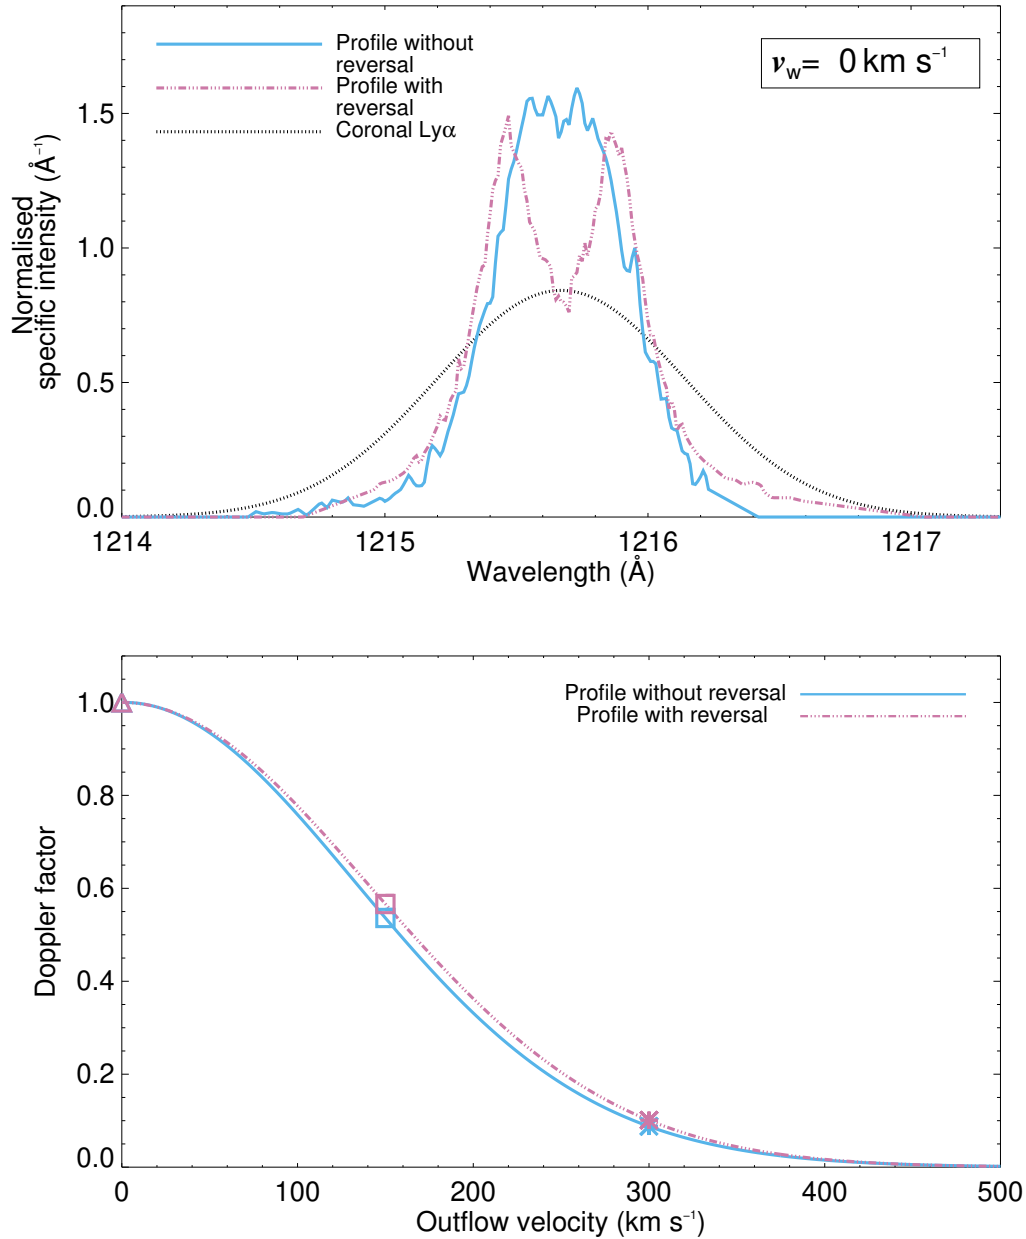 Profile without
reversal
Profile with
reversal
Coronal Lyα
v_w= 0 km s⁻¹
Normalised
specific intensity (Å⁻¹)
1.5
1.0
0.5
0.0
1214 1215 1216 1217
Wavelength (Å)
Profile without reversal
Profile with reversal
Doppler factor
1.0
0.8
0.6
0.4
0.2
0.0
0 100 200 300 400 500
Outflow velocity (km s⁻¹)